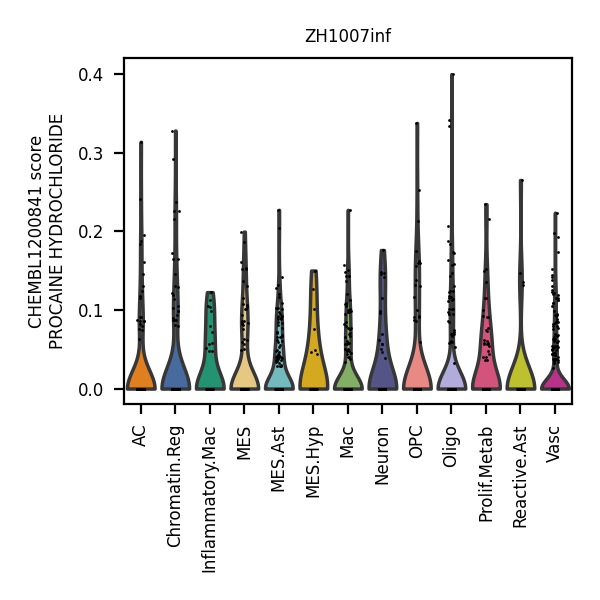 ZH1007inf
CHEMBL1200841 score
PROCAINE HYDROCHLORIDE
0.4
0.3
0.2
0.1
0.0
AC
Chromatin.Reg
Inflammatory.Mac
MES
MES.Ast
MES.Hyp
Mac
Neuron
OPC
Oligo
Prolif.Metab
Reactive.Ast
Vasc